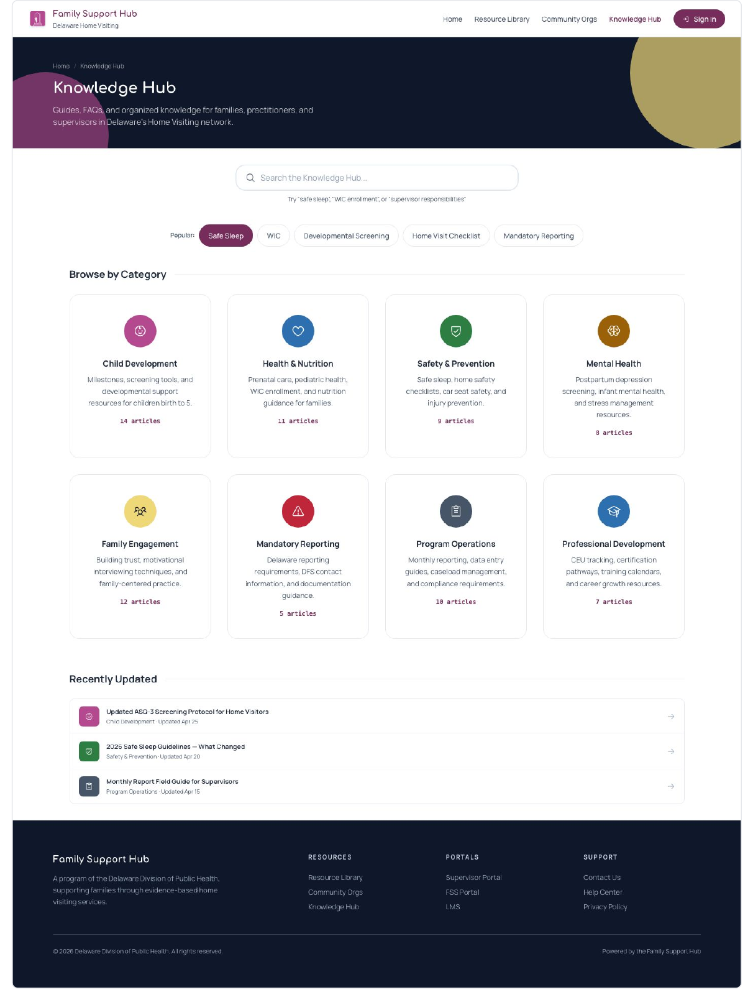 Family Support Hub
Delaware Home Visiting
Home
Resource Library
Community Orgs
Knowledge Hub
Sign In
Home / Knowledge Hub
Knowledge Hub
Guides, FAQs, and organized knowledge for families, practitioners, and
supervisors in Delaware's Home Visiting network.
Search the Knowledge Hub...
Try "safe sleep", "WIC enrollment", or "supervisor responsibilities"
Popular:
Safe Sleep
WIC
Developmental Screening
Home Visit Checklist
Mandatory Reporting
Browse by Category
Child Development
Milestones, screening tools, and
developmental support
resources for children birth to 5.
14 articles
Health & Nutrition
Prenatal care, pediatric health,
WIC enrollment, and nutrition
guidance for families.
11 articles
Safety & Prevention
Safe sleep, home safety
checklists, car seat safety, and
injury prevention.
9 articles
Mental Health
Postpartum depression
screening, infant mental health,
and stress management
resources.
8 articles
Family Engagement
Building trust, motivational
interviewing techniques, and
family-centered practice.
12 articles
Mandatory Reporting
Delaware reporting
requirements, DFS contact
information, and documentation
guidance.
5 articles
Program Operations
Monthly reporting, data entry
guides, caseload management,
and compliance requirements.
10 articles
Professional Development
CEU tracking, certification
pathways, training calendars,
and career growth resources.
7 articles
Recently Updated
Updated ASQ-3 Screening Protocol for Home Visitors
Child Development · Updated Apr 25
2026 Safe Sleep Guidelines — What Changed
Safety & Prevention · Updated Apr 20
Monthly Report Field Guide for Supervisors
Program Operations · Updated Apr 15
Family Support Hub
A program of the Delaware Division of Public Health,
supporting families through evidence-based home
visiting services.
RESOURCES
Resource Library
Community Orgs
Knowledge Hub
PORTALS
Supervisor Portal
FSS Portal
LMS
SUPPORT
Contact Us
Help Center
Privacy Policy
© 2026 Delaware Division of Public Health. All rights reserved.
Powered by the Family Support Hub